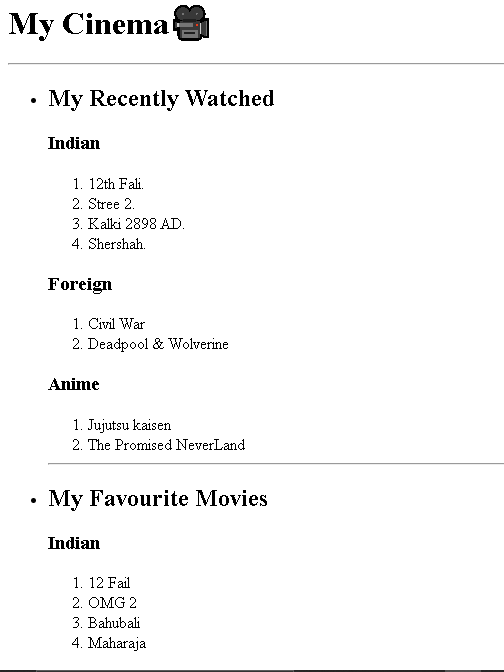 My Cinema🎥
My Recently Watched
Indian
1. 12th Fali.
2. Stree 2.
3. Kalki 2898 AD.
4. Shershah.
Foreign
1. Civil War
2. Deadpool & Wolverine
Anime
1. Jujutsu kaisen
2. The Promised NeverLand
My Favourite Movies
Indian
1. 12 Fail
2. OMG 2
3. Bahubali
4. Maharaja